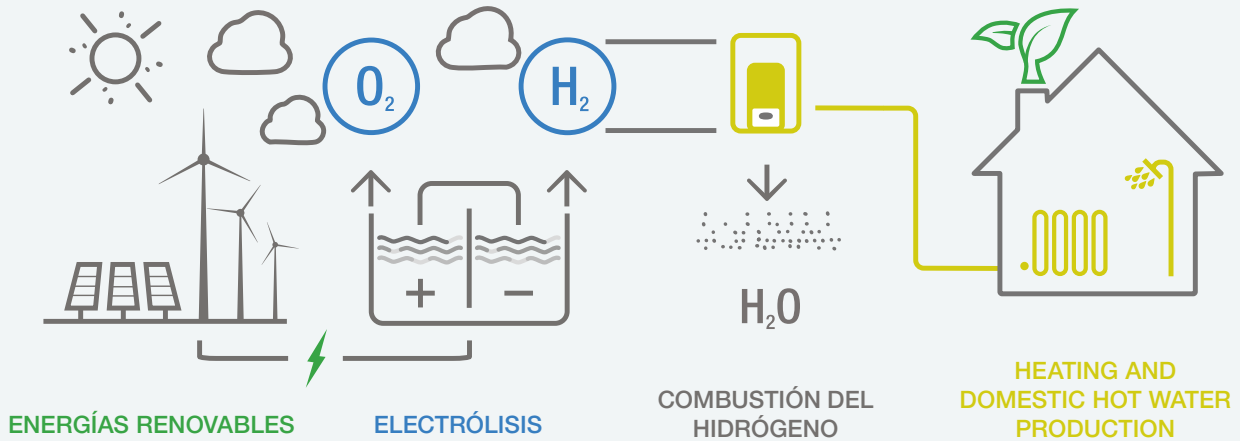 O₂
H₂
+ −
H₂O
ENERGÍAS RENOVABLES
ELECTRÓLISIS
COMBUSTIÓN DEL
HIDRÓGENO
HEATING AND
DOMESTIC HOT WATER
PRODUCTION